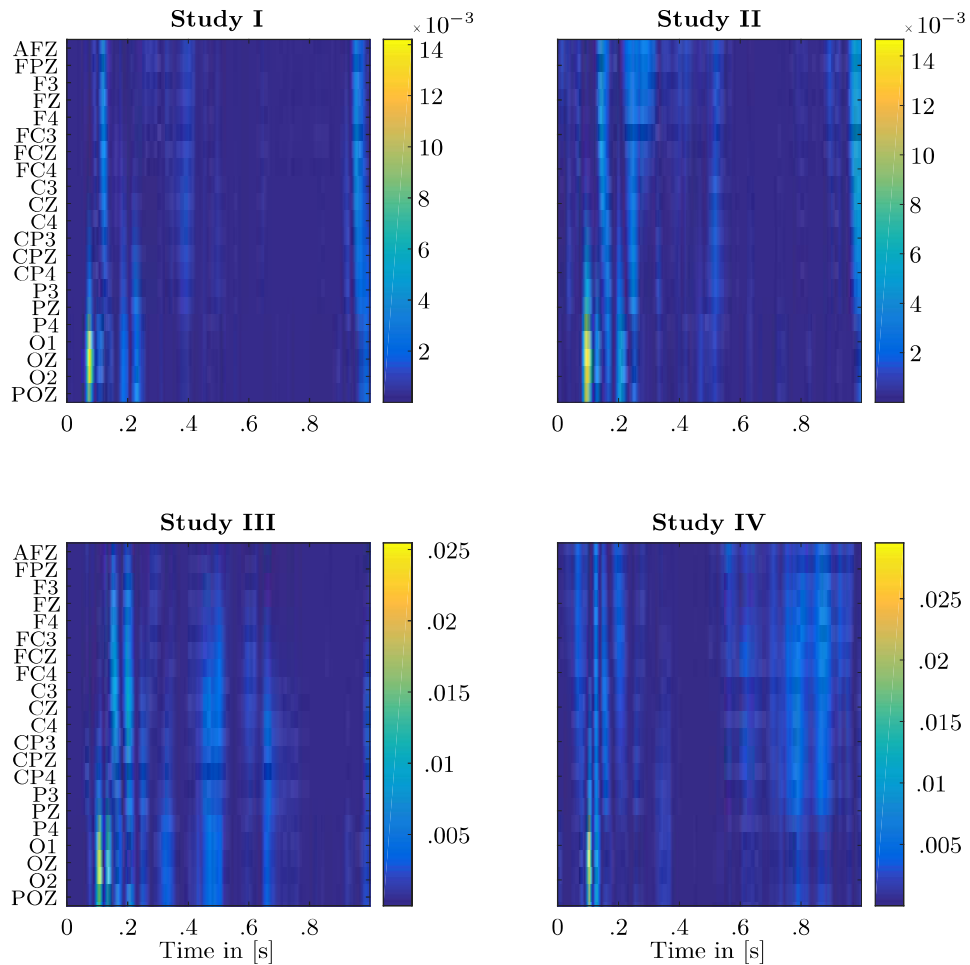 Study I
×10⁻³
AFZ
FPZ
F3
FZ
F4
FC3
FCZ
FC4
C3
CZ
C4
CP3
CPZ
CP4
P3
PZ
P4
O1
OZ
O2
POZ
0 .2 .4 .6 .8
14
12
10
8
6
4
2
Study II
×10⁻³
0 .2 .4 .6 .8
14
12
10
8
6
4
2
Study III
AFZ
FPZ
F3
FZ
F4
FC3
FCZ
FC4
C3
CZ
C4
CP3
CPZ
CP4
P3
PZ
P4
O1
OZ
O2
POZ
0 .2 .4 .6 .8
Time in [s]
.025
.02
.015
.01
.005
Study IV
0 .2 .4 .6 .8
Time in [s]
.025
.02
.015
.01
.005